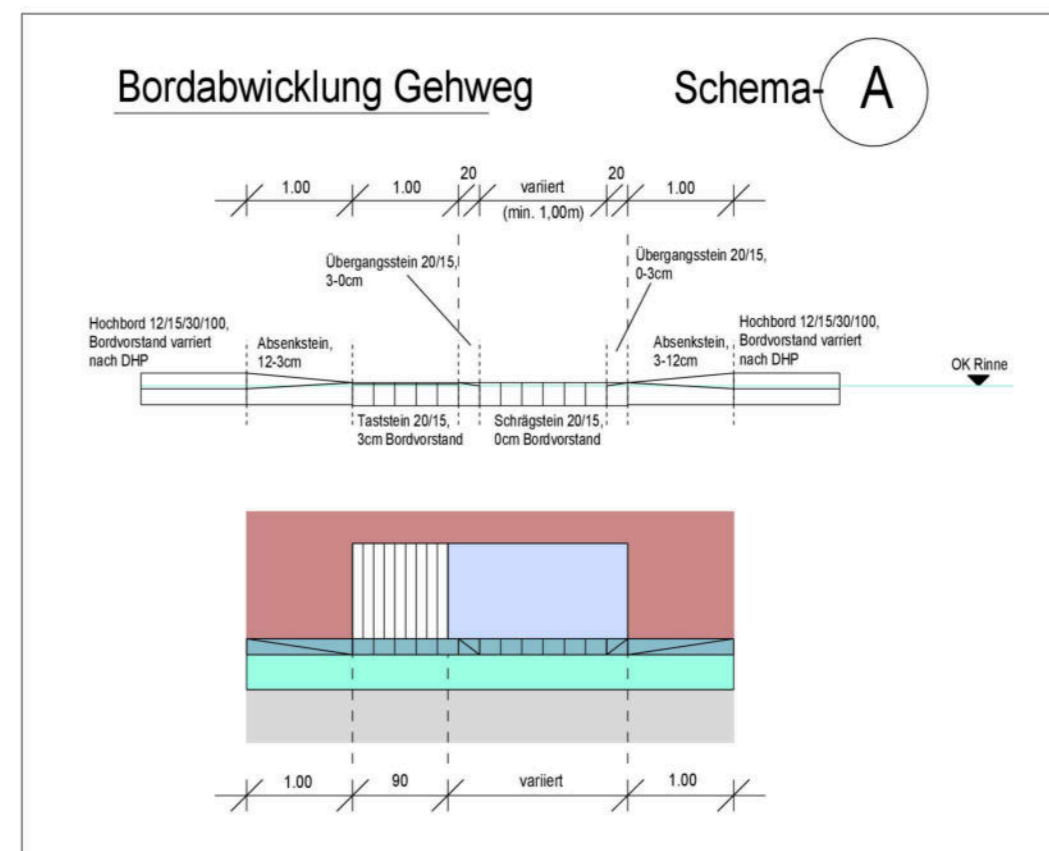 Bordabwicklung Gehweg
Schema- A
1.00
1.00
20
variiert
(min. 1,00m)
20
1.00
Übergangsstein 20/15,
3-0cm
Übergangsstein 20/15,
0-3cm
Hochbord 12/15/30/100,
Bordvorstand varriert
nach DHP
Absenkstein,
12-3cm
Absenkstein,
3-12cm
Hochbord 12/15/30/100,
Bordvorstand varriert
nach DHP
OK Rinne
Taststein 20/15,
3cm Bordvorstand
Schrägstein 20/15,
0cm Bordvorstand
1.00
90
variiert
1.00